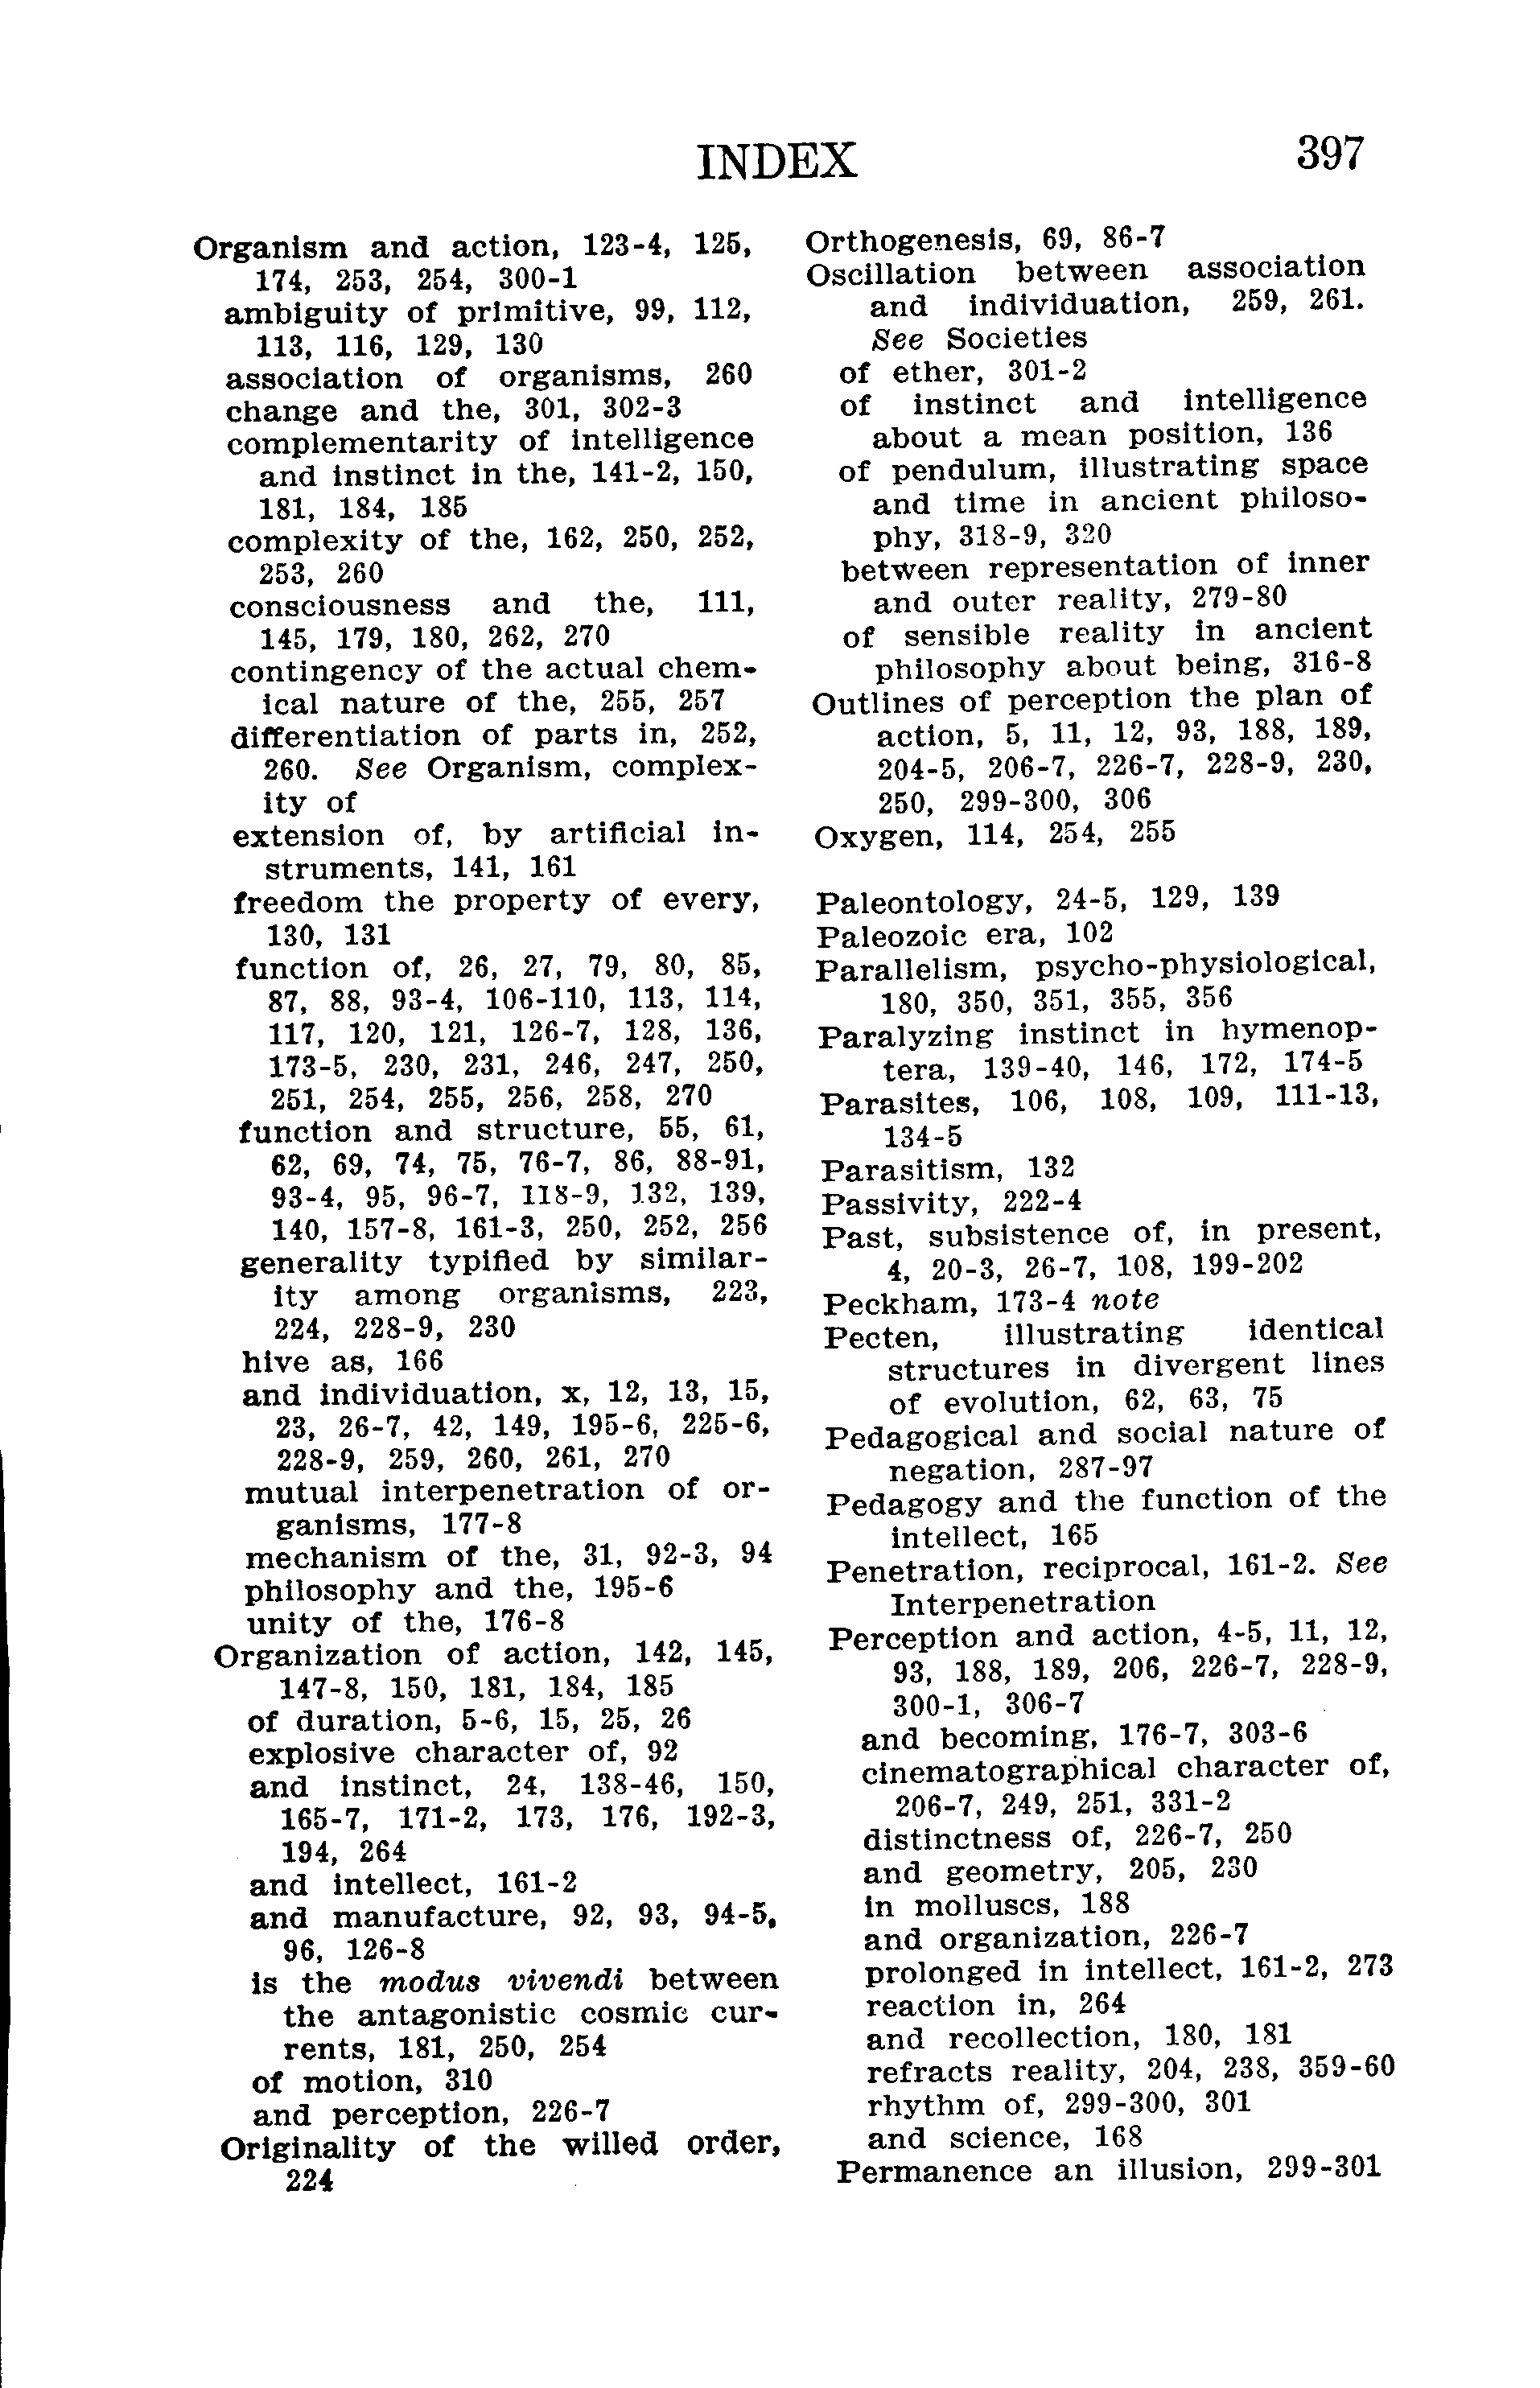 INDEX
397
Organism and action, 123-4, 125,
174, 253, 254, 300-1
ambiguity of primitive, 99, 112,
113, 116, 129, 130
association of organisms, 260
change and the, 301, 302-3
complementarity of intelligence
and instinct in the, 141-2, 150,
181, 184, 185
complexity of the, 162, 250, 252,
253, 260
consciousness and the, 111,
145, 179, 180, 262, 270
contingency of the actual chem-
ical nature of the, 255, 257
differentiation of parts in, 252,
260. See Organism, complex-
ity of
extension of, by artificial in-
struments, 141, 161
freedom the property of every,
130, 131
function of, 26, 27, 79, 80, 85,
87, 88, 93-4, 106-110, 113, 114,
117, 120, 121, 126-7, 128, 136,
173-5, 230, 231, 246, 247, 250,
251, 254, 255, 256, 258, 270
function and structure, 55, 61,
62, 69, 74, 75, 76-7, 86, 88-91,
93-4, 95, 96-7, 118-9, 132, 139,
140, 157-8, 161-3, 250, 252, 256
generality typified by similar-
ity among organisms, 223,
224, 228-9, 230
hive as, 166
and individuation, x, 12, 13, 15,
23, 26-7, 42, 149, 195-6, 225-6,
228-9, 259, 260, 261, 270
mutual interpenetration of or-
ganisms, 177-8
mechanism of the, 31, 92-3, 94
philosophy and the, 195-6
unity of the, 176-8
Organization of action, 142, 145,
147-8, 150, 181, 184, 185
of duration, 5-6, 15, 25, 26
explosive character of, 92
and instinct, 24, 138-46, 150,
165-7, 171-2, 173, 176, 192-3,
194, 264
and intellect, 161-2
and manufacture, 92, 93, 94-5,
96, 126-8
is the modus vivendi between
the antagonistic cosmic cur-
rents, 181, 250, 254
of motion, 310
and perception, 226-7
Originality of the willed order,
224
Orthogenesis, 69, 86-7
Oscillation between association
and individuation, 259, 261.
See Societies
of ether, 301-2
of instinct and intelligence
about a mean position, 136
of pendulum, illustrating space
and time in ancient philoso-
phy, 318-9, 320
between representation of inner
and outer reality, 279-80
of sensible reality in ancient
philosophy about being, 316-8
Outlines of perception the plan of
action, 5, 11, 12, 93, 188, 189,
204-5, 206-7, 226-7, 228-9, 230,
250, 299-300, 306
Oxygen, 114, 254, 255
Paleontology, 24-5, 129, 139
Paleozoic era, 102
Parallelism, psycho-physiological,
180, 350, 351, 355, 356
Paralyzing instinct in hymenop-
tera, 139-40, 146, 172, 174-5
Parasites, 106, 108, 109, 111-13,
134-5
Parasitism, 132
Passivity, 222-4
Past, subsistence of, in present,
4, 20-3, 26-7, 108, 199-202
Peckham, 173-4 note
Pecten, illustrating identical
structures in divergent lines
of evolution, 62, 63, 75
Pedagogical and social nature of
negation, 287-97
Pedagogy and the function of the
intellect, 165
Penetration, reciprocal, 161-2. See
Interpenetration
Perception and action, 4-5, 11, 12,
93, 188, 189, 206, 226-7, 228-9,
300-1, 306-7
and becoming, 176-7, 303-6
cinematographical character of,
206-7, 249, 251, 331-2
distinctness of, 226-7, 250
and geometry, 205, 230
in molluscs, 188
and organization, 226-7
prolonged in intellect, 161-2, 273
reaction in, 264
and recollection, 180, 181
refracts reality, 204, 238, 359-60
rhythm of, 299-300, 301
and science, 168
Permanence an illusion, 299-301